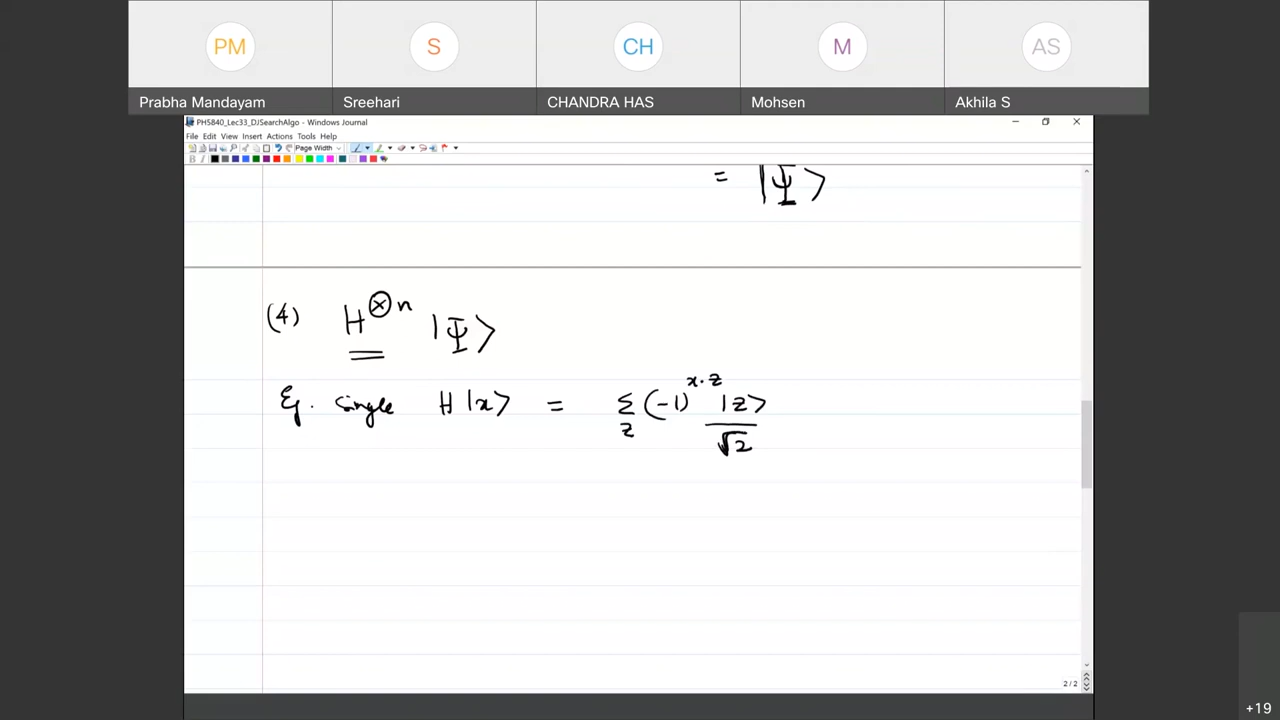 PM S CH M AS
Prabha Mandayam Sreehari CHANDRA HAS Mohsen Akhila S
PH5840_Lec33_DJSearchAlgo - Windows Journal
File Edit View Insert Actions Tools Help
Page Width
B I
= |Ψ⟩
(4) H^{⊗n} |Ψ⟩
Eg. single H|x⟩ = Σ_z (-1)^{x·z} |z⟩/√2
2 / 2
+19